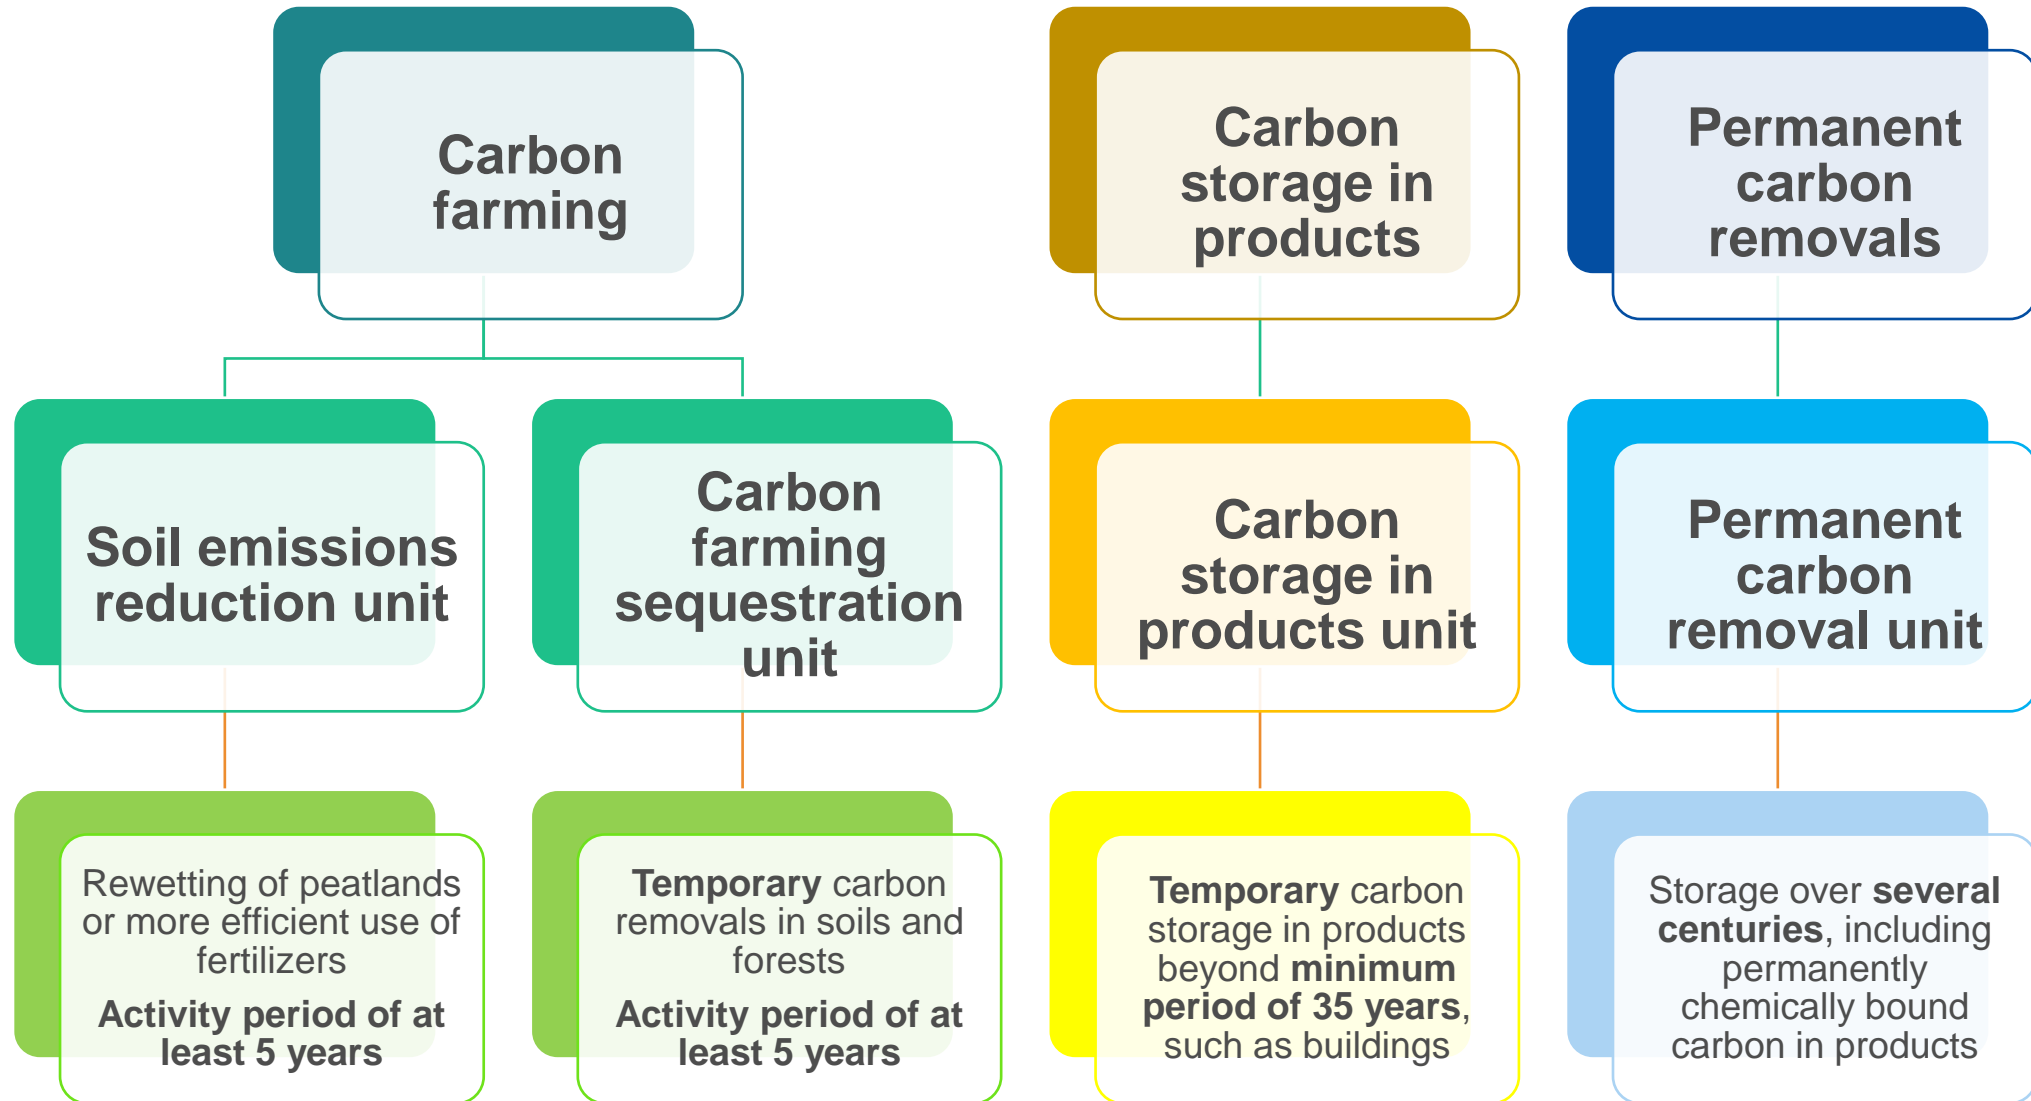 Carbon
farming
Carbon
storage in
products
Permanent
carbon
removals
Soil emissions
reduction unit
Carbon
farming
sequestration
unit
Carbon
storage in
products unit
Permanent
carbon
removal unit
Rewetting of peatlands
or more efficient use of
fertilizers
Activity period of at
least 5 years
Temporary carbon
removals in soils and
forests
Activity period of at
least 5 years
Temporary carbon
storage in products
beyond minimum
period of 35 years,
such as buildings
Storage over several
centuries, including
permanently
chemically bound
carbon in products